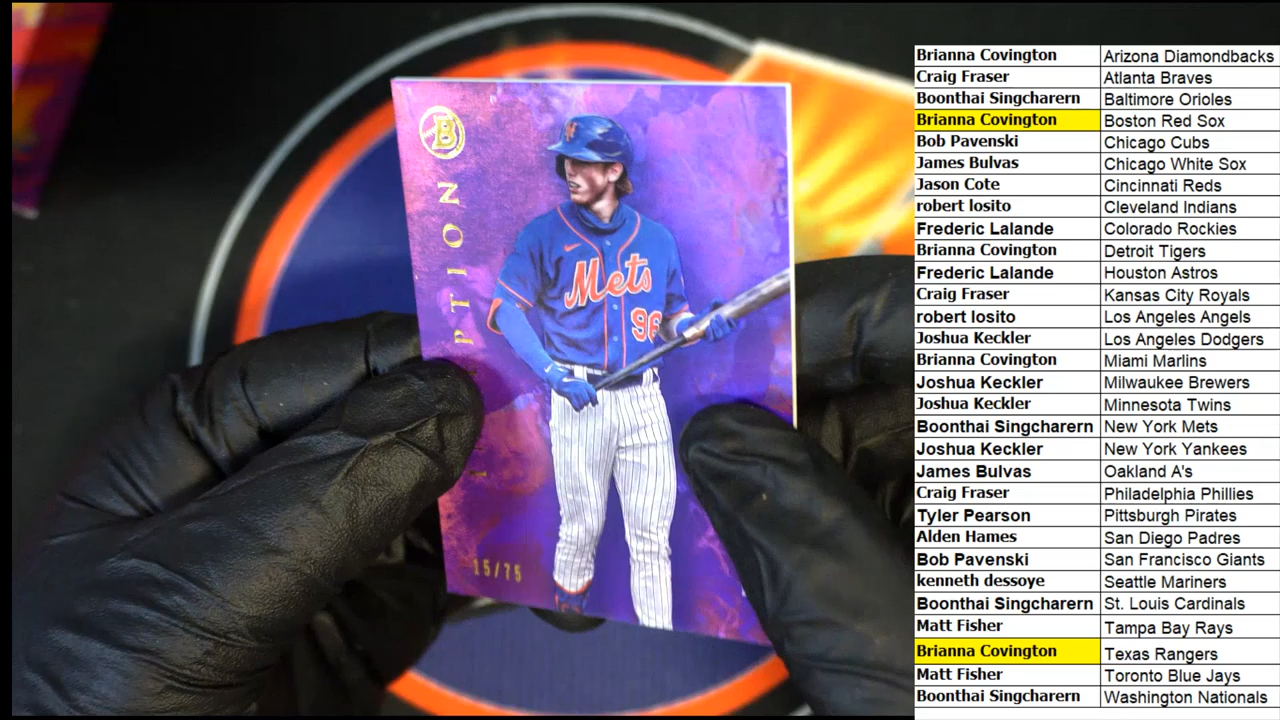 B
PTION
Mets
96
15/75
Brianna Covington Arizona Diamondbacks
Craig Fraser Atlanta Braves
Boonthai Singcharern Baltimore Orioles
Brianna Covington Boston Red Sox
Bob Pavenski Chicago Cubs
James Bulvas Chicago White Sox
Jason Cote Cincinnati Reds
robert losito Cleveland Indians
Frederic Lalande Colorado Rockies
Brianna Covington Detroit Tigers
Frederic Lalande Houston Astros
Craig Fraser Kansas City Royals
robert losito Los Angeles Angels
Joshua Keckler Los Angeles Dodgers
Brianna Covington Miami Marlins
Joshua Keckler Milwaukee Brewers
Joshua Keckler Minnesota Twins
Boonthai Singcharern New York Mets
Joshua Keckler New York Yankees
James Bulvas Oakland A's
Craig Fraser Philadelphia Phillies
Tyler Pearson Pittsburgh Pirates
Alden Hames San Diego Padres
Bob Pavenski San Francisco Giants
kenneth dessoye Seattle Mariners
Boonthai Singcharern St. Louis Cardinals
Matt Fisher Tampa Bay Rays
Brianna Covington Texas Rangers
Matt Fisher Toronto Blue Jays
Boonthai Singcharern Washington Nationals